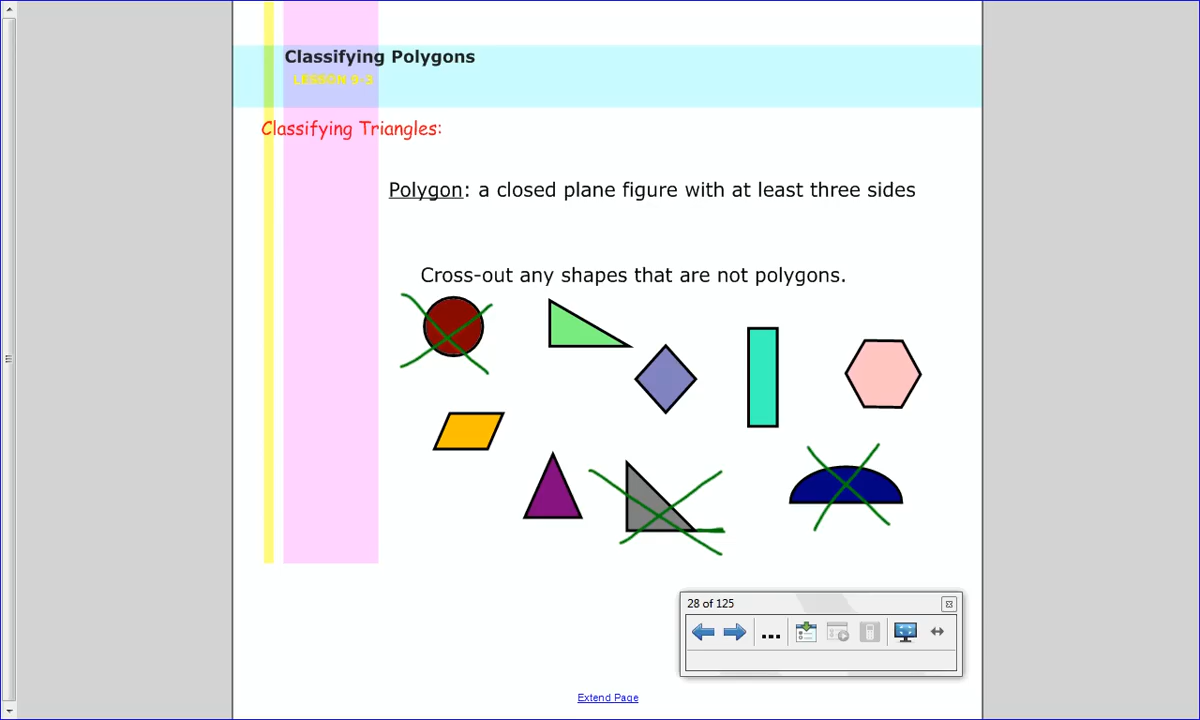 Classifying Polygons
LESSON 9-3
Classifying Triangles:
Polygon: a closed plane figure with at least three sides
Cross-out any shapes that are not polygons.
28 of 125
...
Extend Page